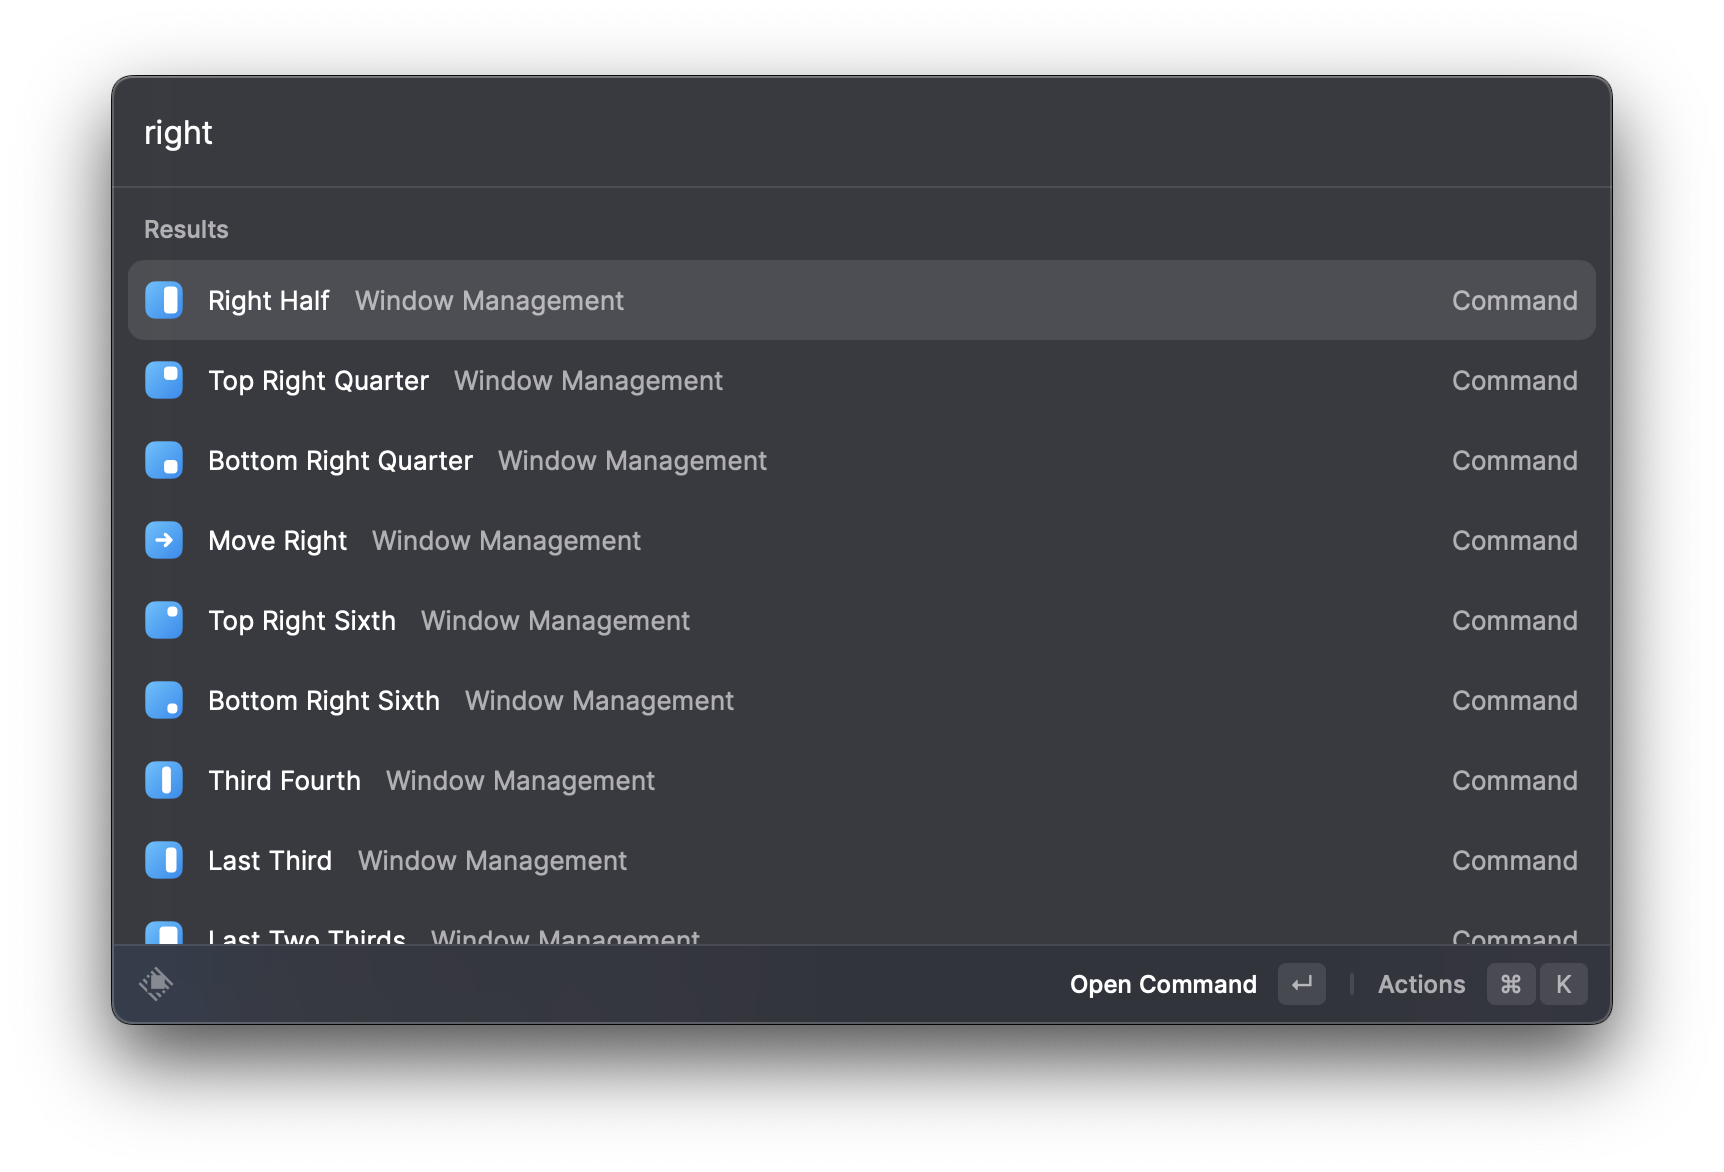 right
Results
Right Half Window Management Command
Top Right Quarter Window Management Command
Bottom Right Quarter Window Management Command
Move Right Window Management Command
Top Right Sixth Window Management Command
Bottom Right Sixth Window Management Command
Third Fourth Window Management Command
Last Third Window Management Command
Last Two Thirds Window Management Command
Open Command ↵ | Actions ⌘ K